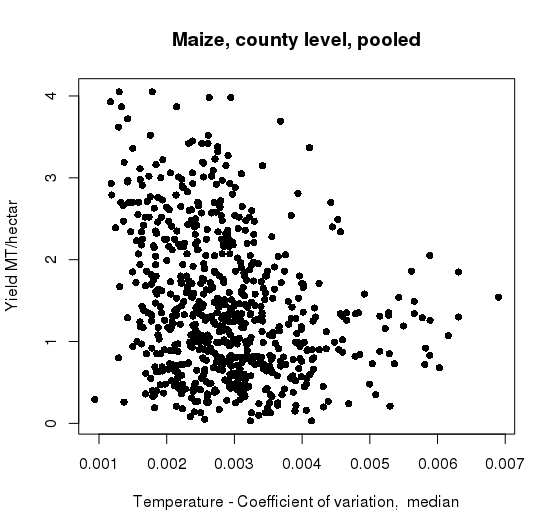 Maize, county level, pooled
Yield MT/hectar
4
3
2
1
0
0.001 0.002 0.003 0.004 0.005 0.006 0.007
Temperature - Coefficient of variation, median